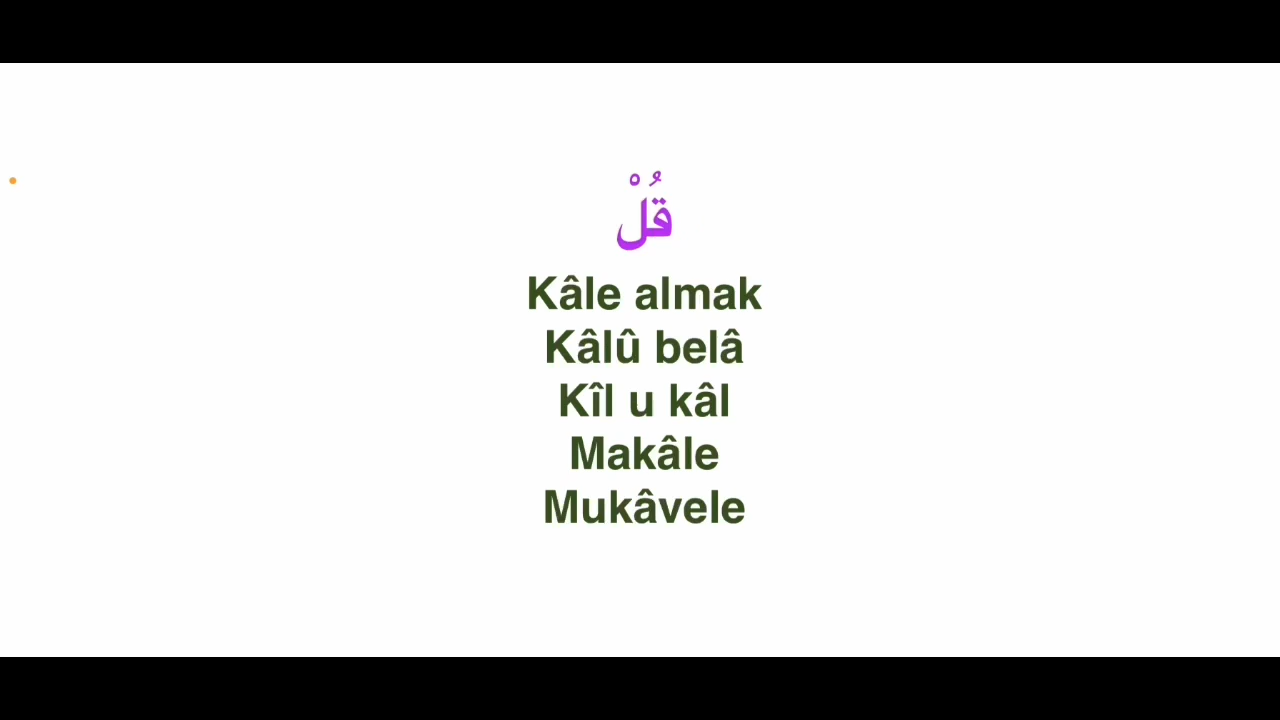 قُلْ
Kâle almak
Kâlû belâ
Kîl u kâl
Makâle
Mukâvele